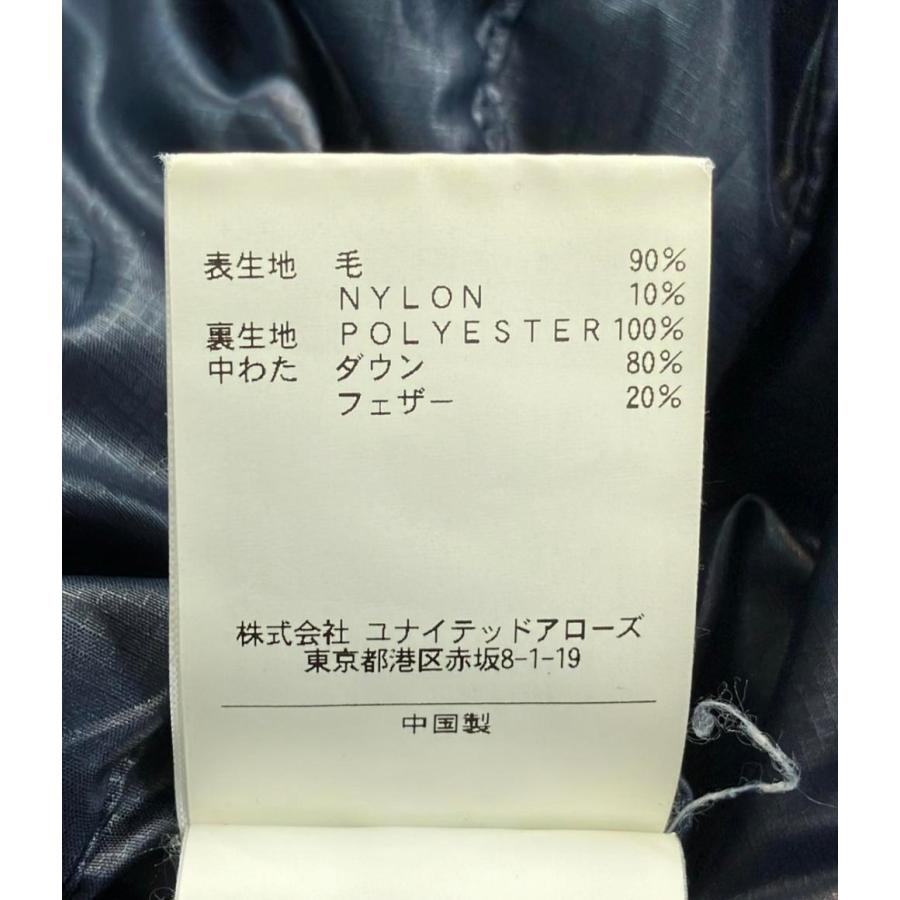 表生地 毛 90%
NYLON 10%
裏生地 POLYESTER 100%
中わた ダウン 80%
フェザー 20%
株式会社 ユナイテッドアローズ
東京都港区赤坂8-1-19
中国製